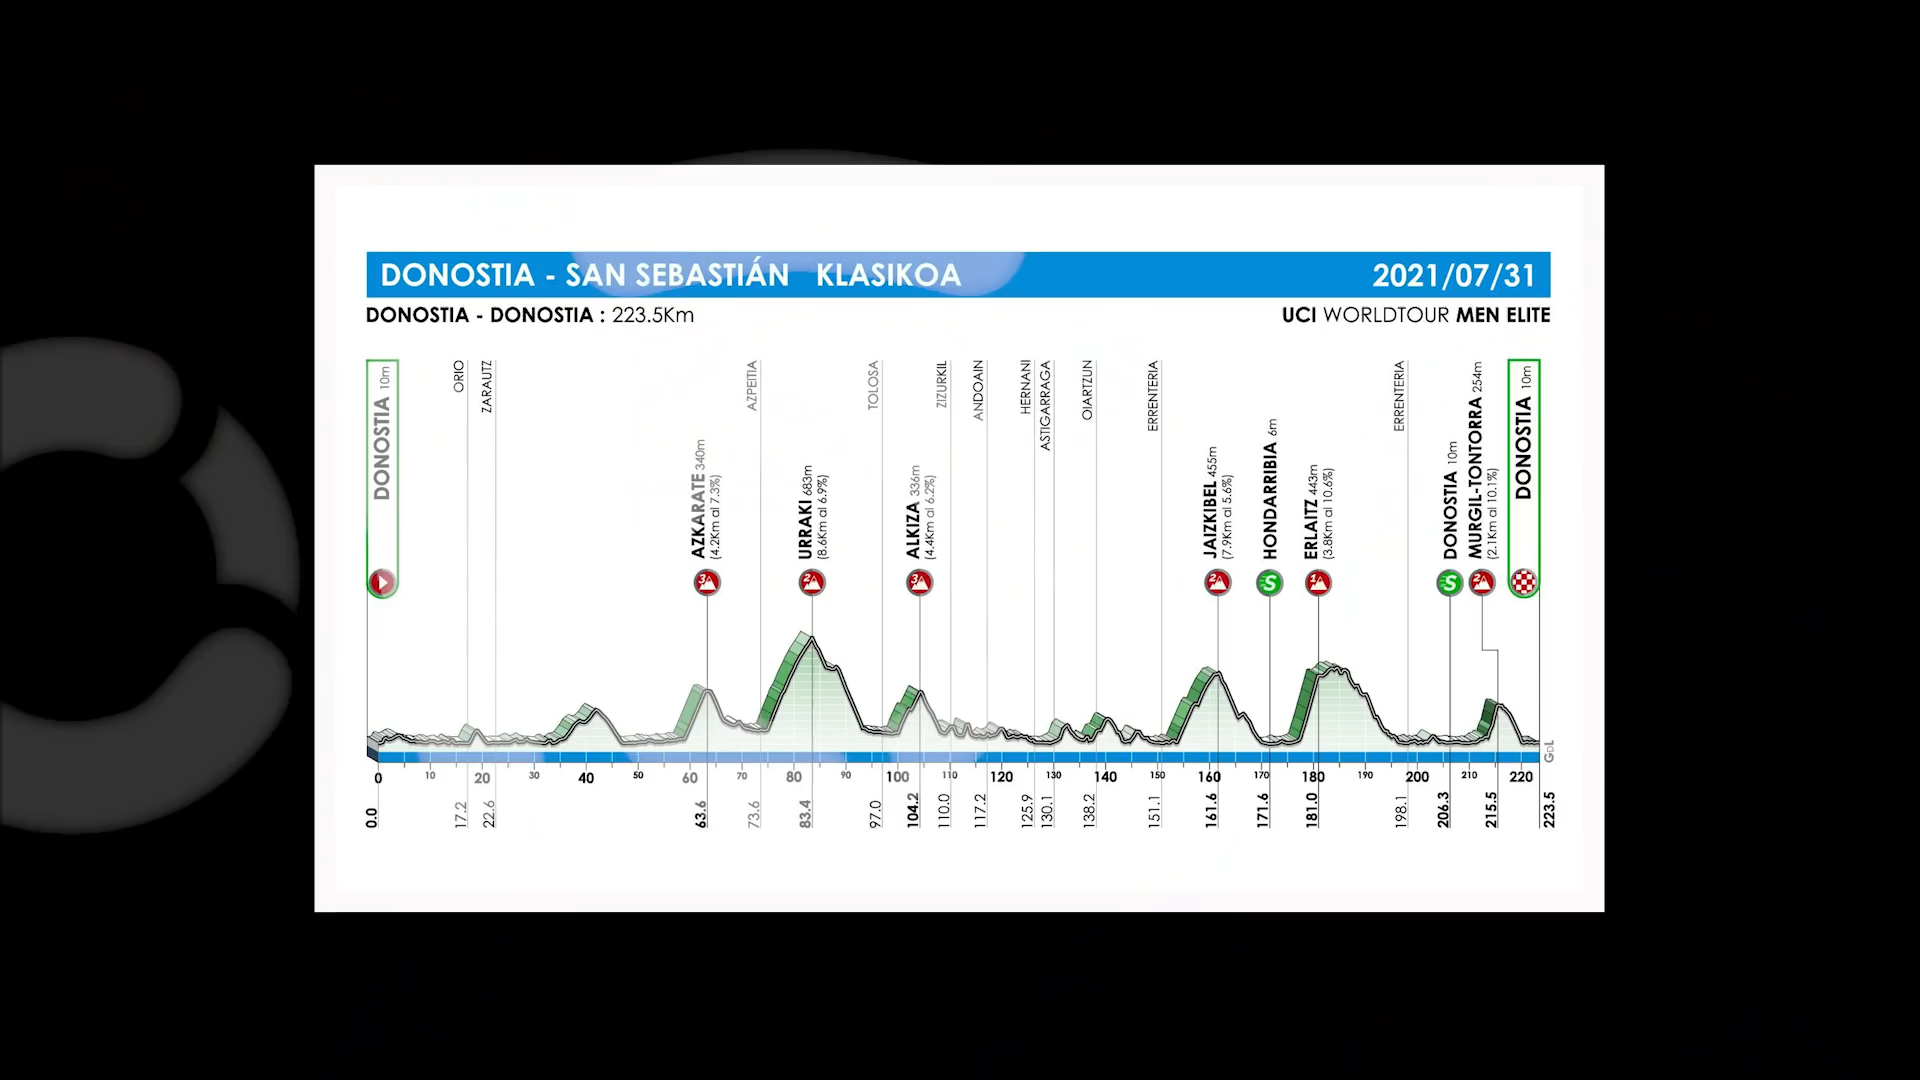 DONOSTIA - SAN SEBASTIÁN KLASIKOA
2021/07/31
DONOSTIA - DONOSTIA : 223.5Km
UCI WORLDTOUR MEN ELITE
DONOSTIA 10m
ORIO
ZARAUTZ
AZKARATE 340m
(4.2Km al 7.3%)
AZPEITIA
URRAKI 683m
(8.6Km al 6.9%)
TOLOSA
ALKIZA 336m
(4.4Km al 6.2%)
ZIZURKIL
ANDOAIN
HERNANI
ASTIGARRAGA
OIARTZUN
ERRENTERIA
JAIZKIBEL 455m
(7.9Km al 5.6%)
HONDARRIBIA 6m
ERLAITZ 443m
(3.8Km al 10.6%)
ERRENTERIA
DONOSTIA 10m
MURGIL-TONTORRA 254m
(2.1Km al 10.1%)
DONOSTIA 10m
3 2 3 2 S 1 S 2
GDL
0 10 20 30 40 50 60 70 80 90 100 110 120 130 140 150 160 170 180 190 200 210 220
0.0 17.2 22.6 63.6 73.6 83.4 97.0 104.2 110.0 117.2 125.9 130.1 138.2 151.1 161.6 171.6 181.0 198.1 206.3 215.5 223.5